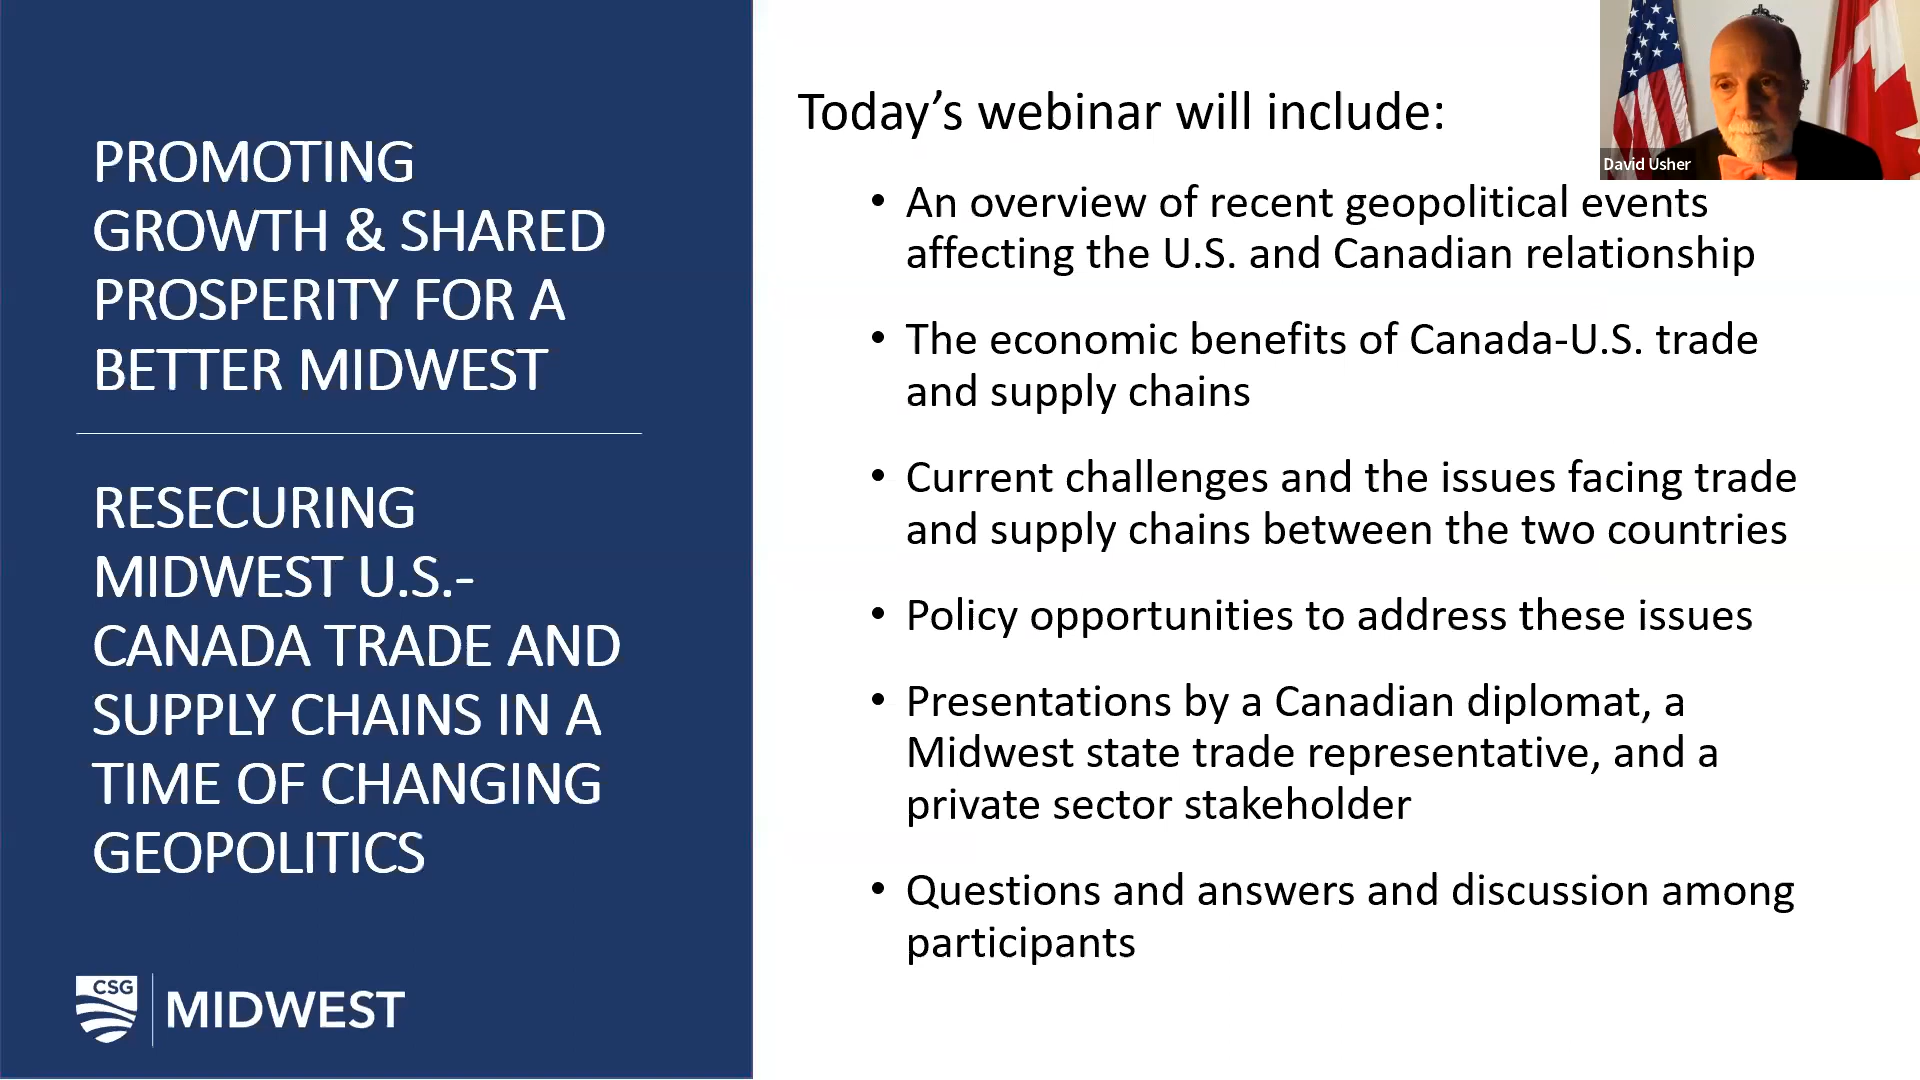 PROMOTING
GROWTH & SHARED
PROSPERITY FOR A
BETTER MIDWEST
RESECURING
MIDWEST U.S.-
CANADA TRADE AND
SUPPLY CHAINS IN A
TIME OF CHANGING
GEOPOLITICS
CSG
MIDWEST
Today’s webinar will include:
• An overview of recent geopolitical events
affecting the U.S. and Canadian relationship
• The economic benefits of Canada-U.S. trade
and supply chains
• Current challenges and the issues facing trade
and supply chains between the two countries
• Policy opportunities to address these issues
• Presentations by a Canadian diplomat, a
Midwest state trade representative, and a
private sector stakeholder
• Questions and answers and discussion among
participants
David Usher